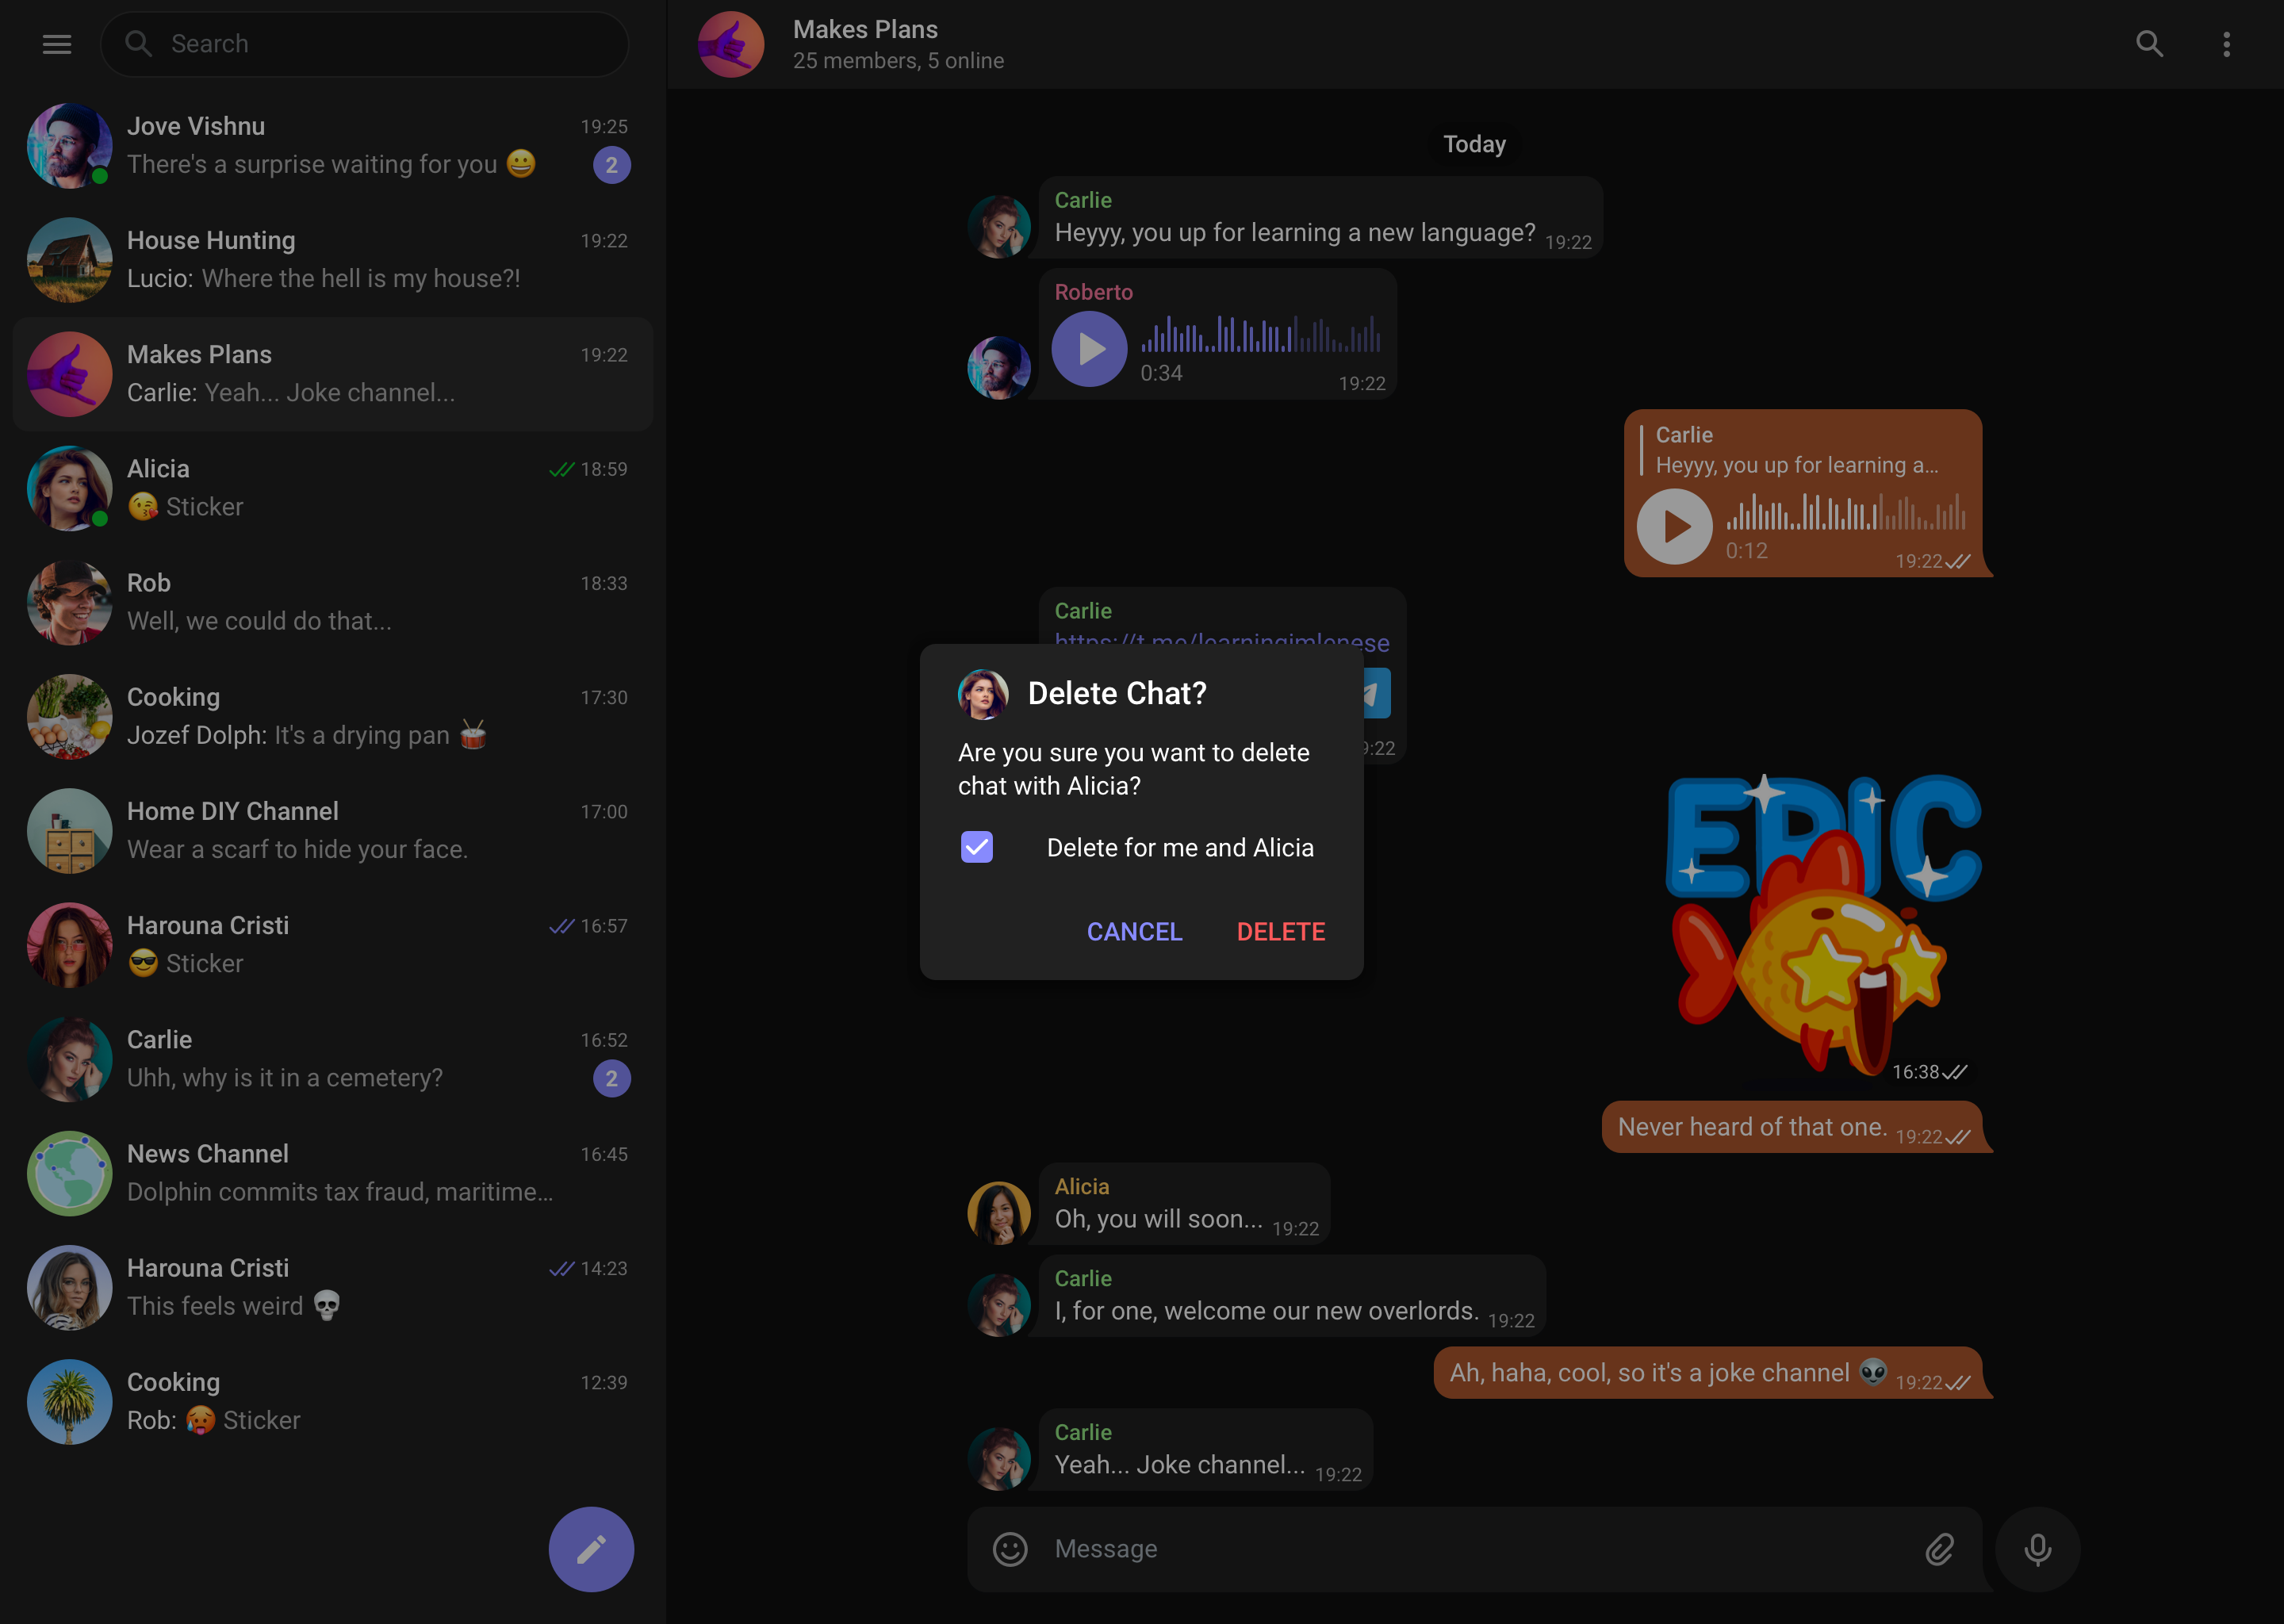 Search
Jove Vishnu 19:25
There's a surprise waiting for you 😀 2
House Hunting 19:22
Lucio: Where the hell is my house?!
Makes Plans 19:22
Carlie: Yeah... Joke channel...
Alicia 18:59
😘 Sticker
Rob 18:33
Well, we could do that...
Cooking 17:30
Jozef Dolph: It's a drying pan 🥁
Home DIY Channel 17:00
Wear a scarf to hide your face.
Harouna Cristi 16:57
😎 Sticker
Carlie 16:52
Uhh, why is it in a cemetery? 2
News Channel 16:45
Dolphin commits tax fraud, maritime...
Harouna Cristi 14:23
This feels weird 💀
Cooking 12:39
Rob: 🥵 Sticker
Makes Plans
25 members, 5 online
Today
Carlie
Heyyy, you up for learning a new language? 19:22
Roberto
0:34 19:22
Carlie
Heyyy, you up for learning a...
0:12 19:22
Carlie
https://t.me/learningimlenese
:22
Delete Chat?
Are you sure you want to delete
chat with Alicia?
Delete for me and Alicia
CANCEL DELETE
EPIC
16:38
Never heard of that one. 19:22
Alicia
Oh, you will soon... 19:22
Carlie
I, for one, welcome our new overlords. 19:22
Ah, haha, cool, so it's a joke channel 👽 19:22
Carlie
Yeah... Joke channel... 19:22
Message